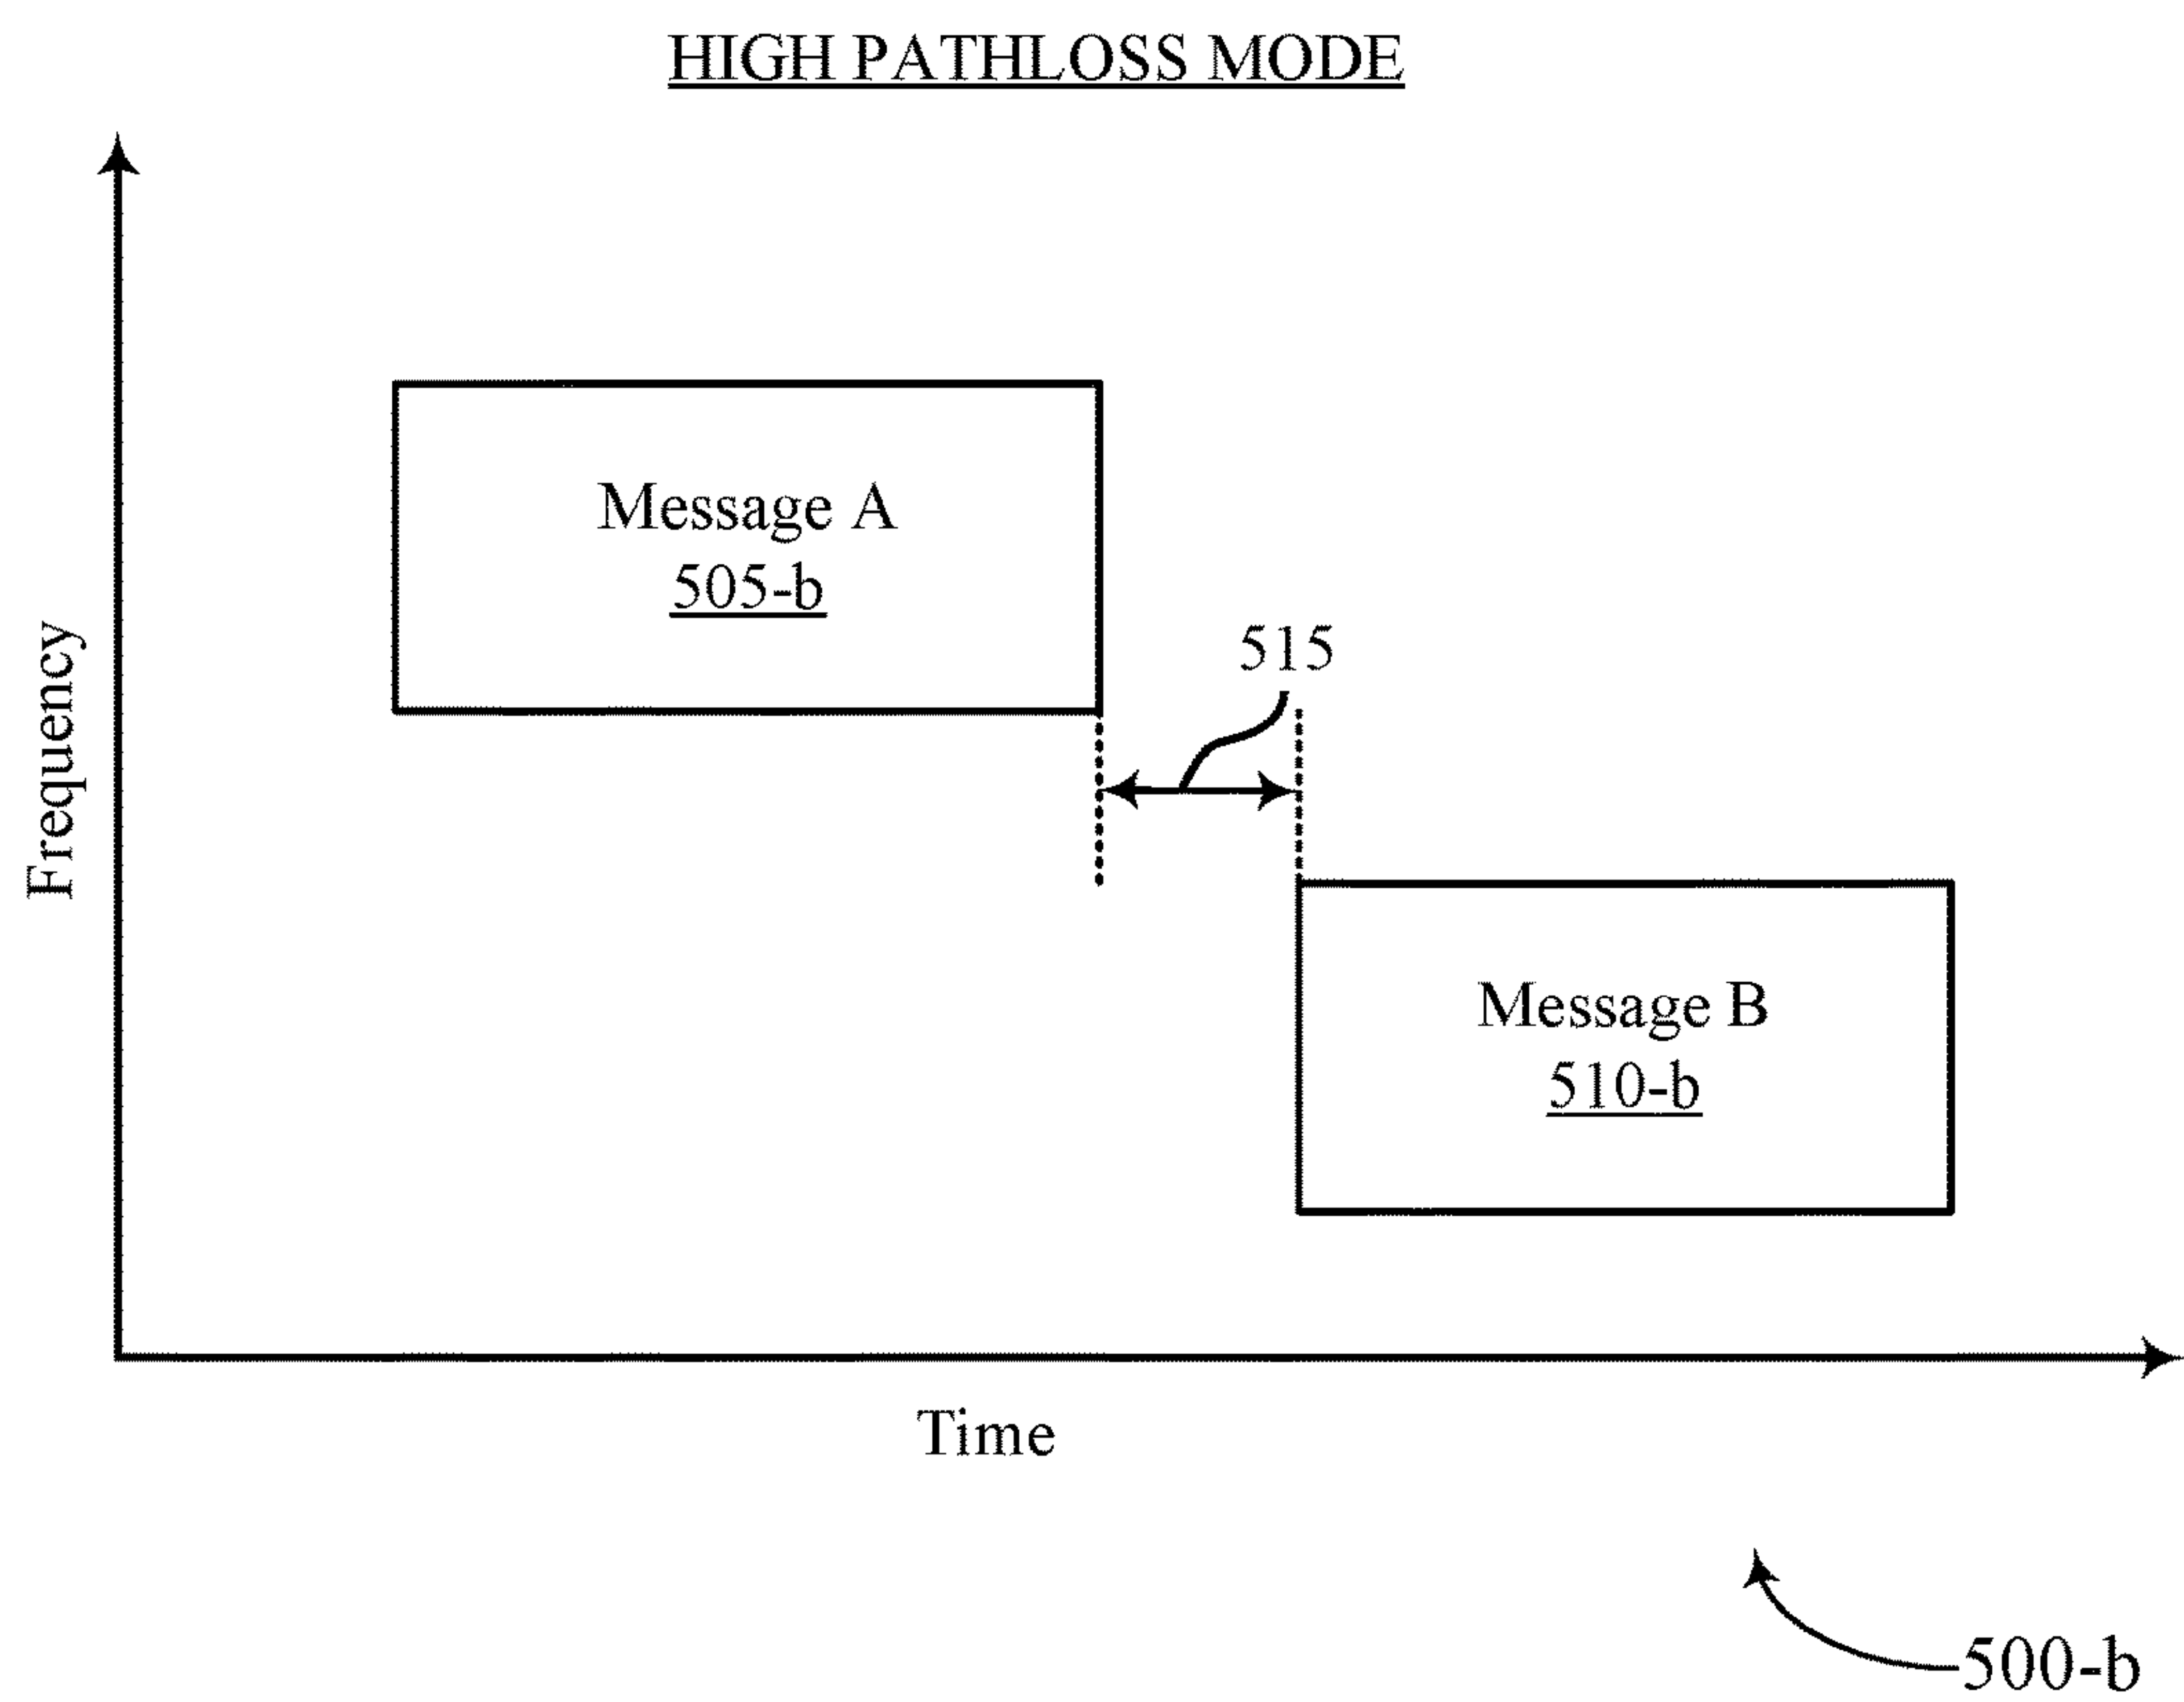 HIGH PATHLOSS MODE
Frequency
Message A
505-b
515
Message B
510-b
Time
500-b